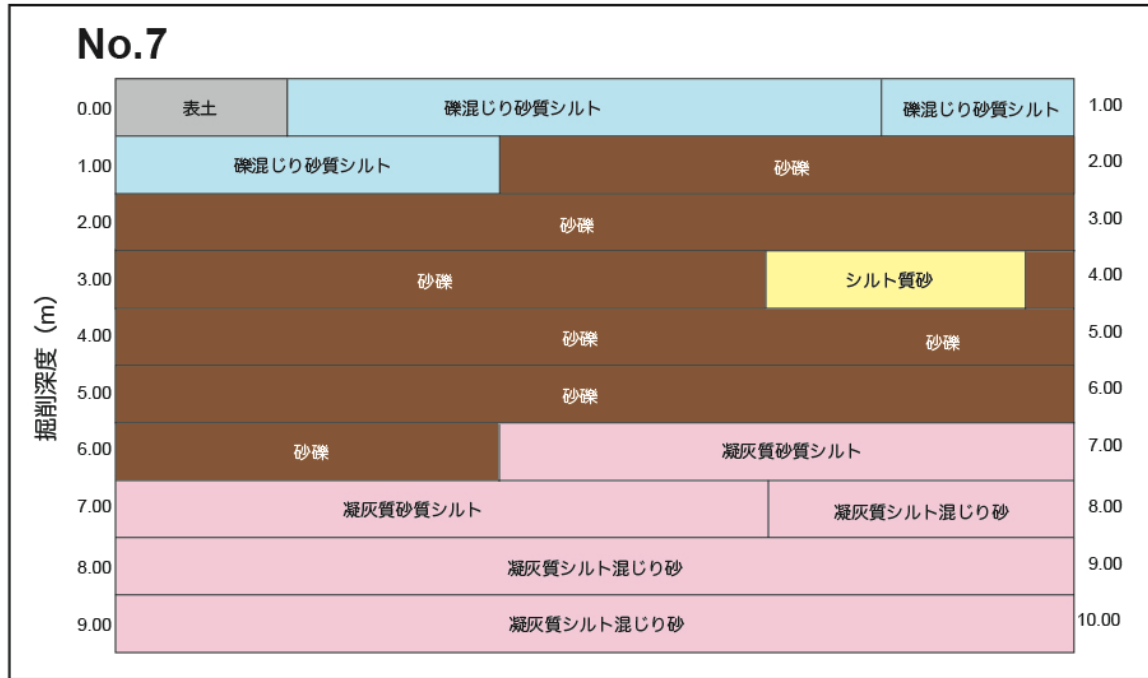 No.7
0.00 表土 礫混じり砂質シルト 礫混じり砂質シルト 1.00
1.00 礫混じり砂質シルト 砂礫 2.00
2.00 砂礫 3.00
3.00 砂礫 シルト質砂 4.00
4.00 砂礫 砂礫 5.00
5.00 砂礫 6.00
6.00 砂礫 凝灰質砂質シルト 7.00
7.00 凝灰質砂質シルト 凝灰質シルト混じり砂 8.00
8.00 凝灰質シルト混じり砂 9.00
9.00 凝灰質シルト混じり砂 10.00
掘削深度（m）